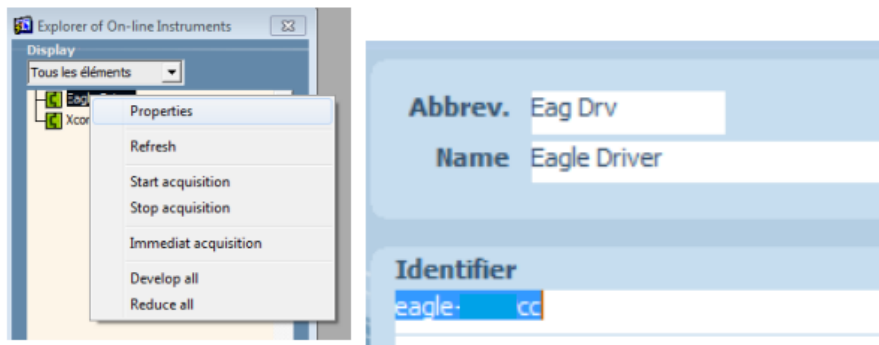 Explorer of On-line Instruments
Display
Tous les éléments
Xcor
Properties
Refresh
Start acquisition
Stop acquisition
Immediat acquisition
Develop all
Reduce all
Abbrev. Eag Drv
Name Eagle Driver
Identifier
eagle- cc